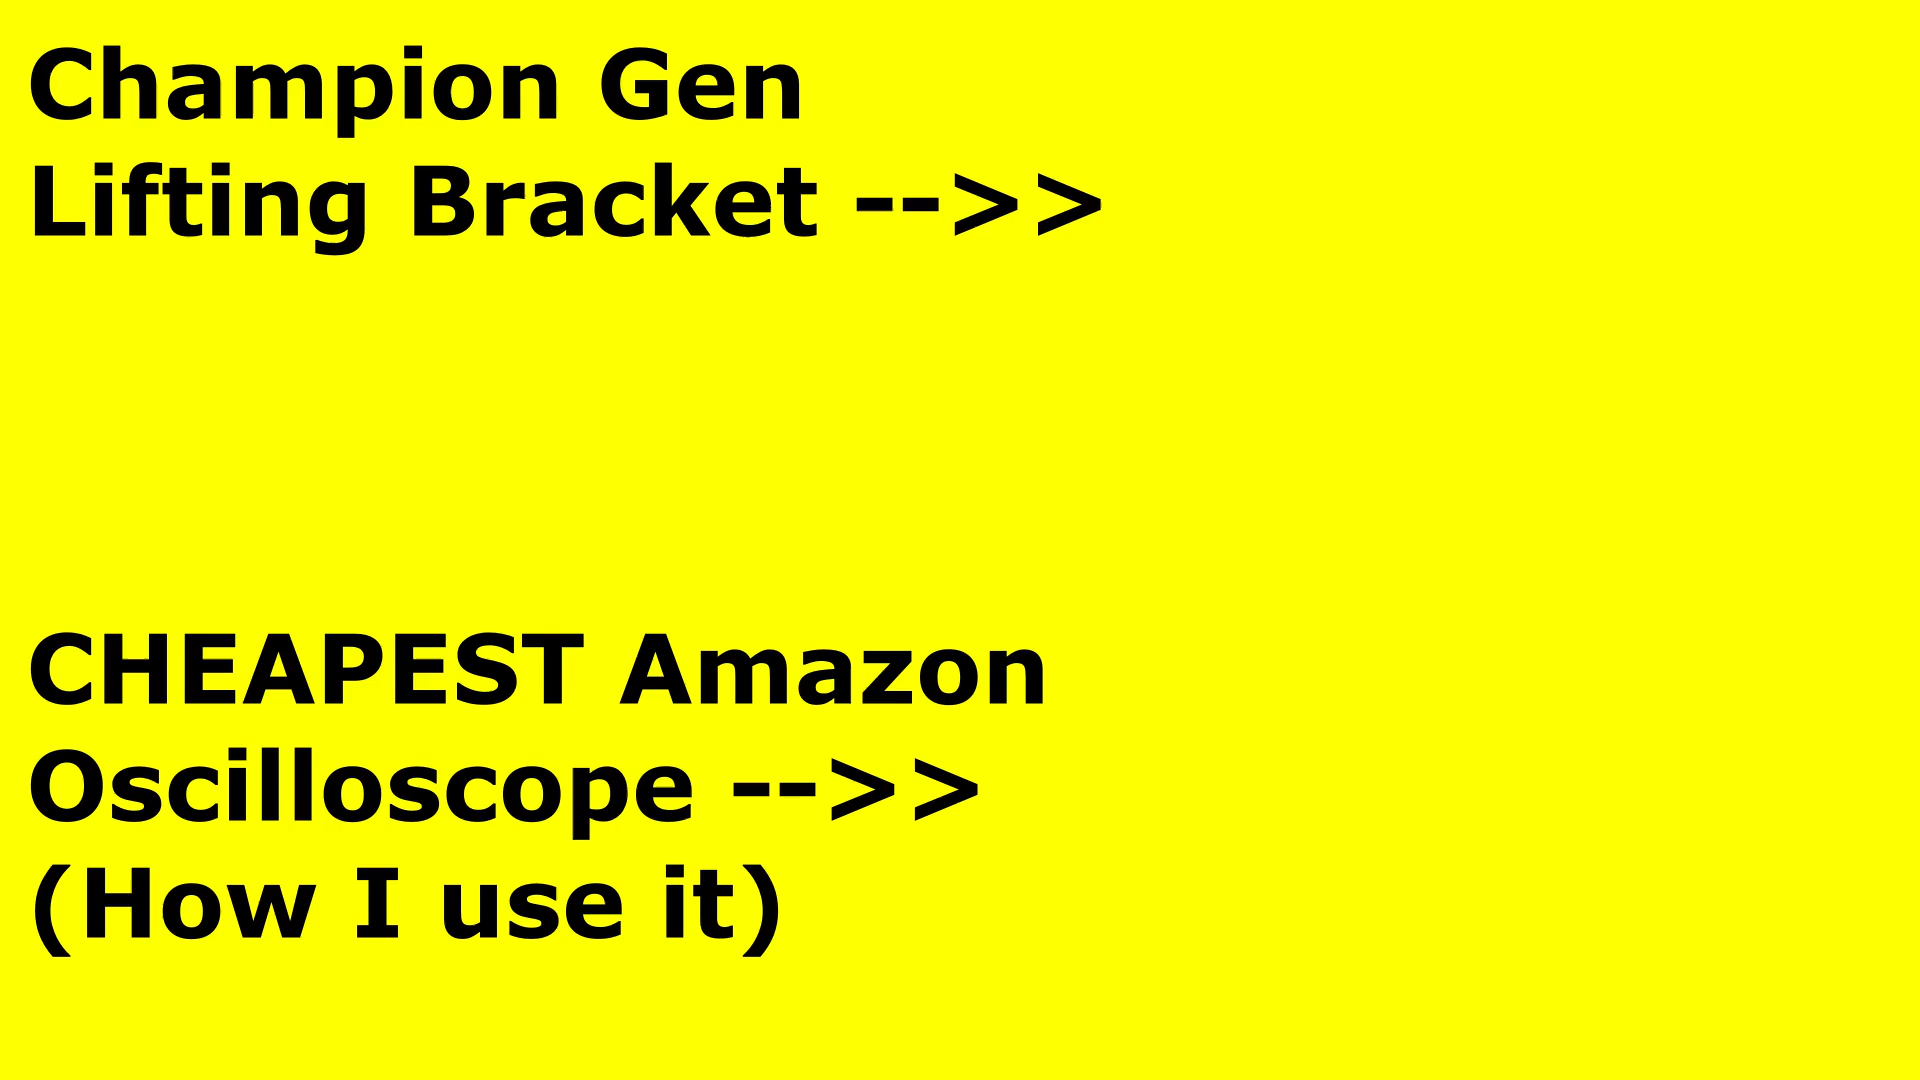 Champion Gen
Lifting Bracket -->>
CHEAPEST Amazon
Oscilloscope -->>
(How I use it)